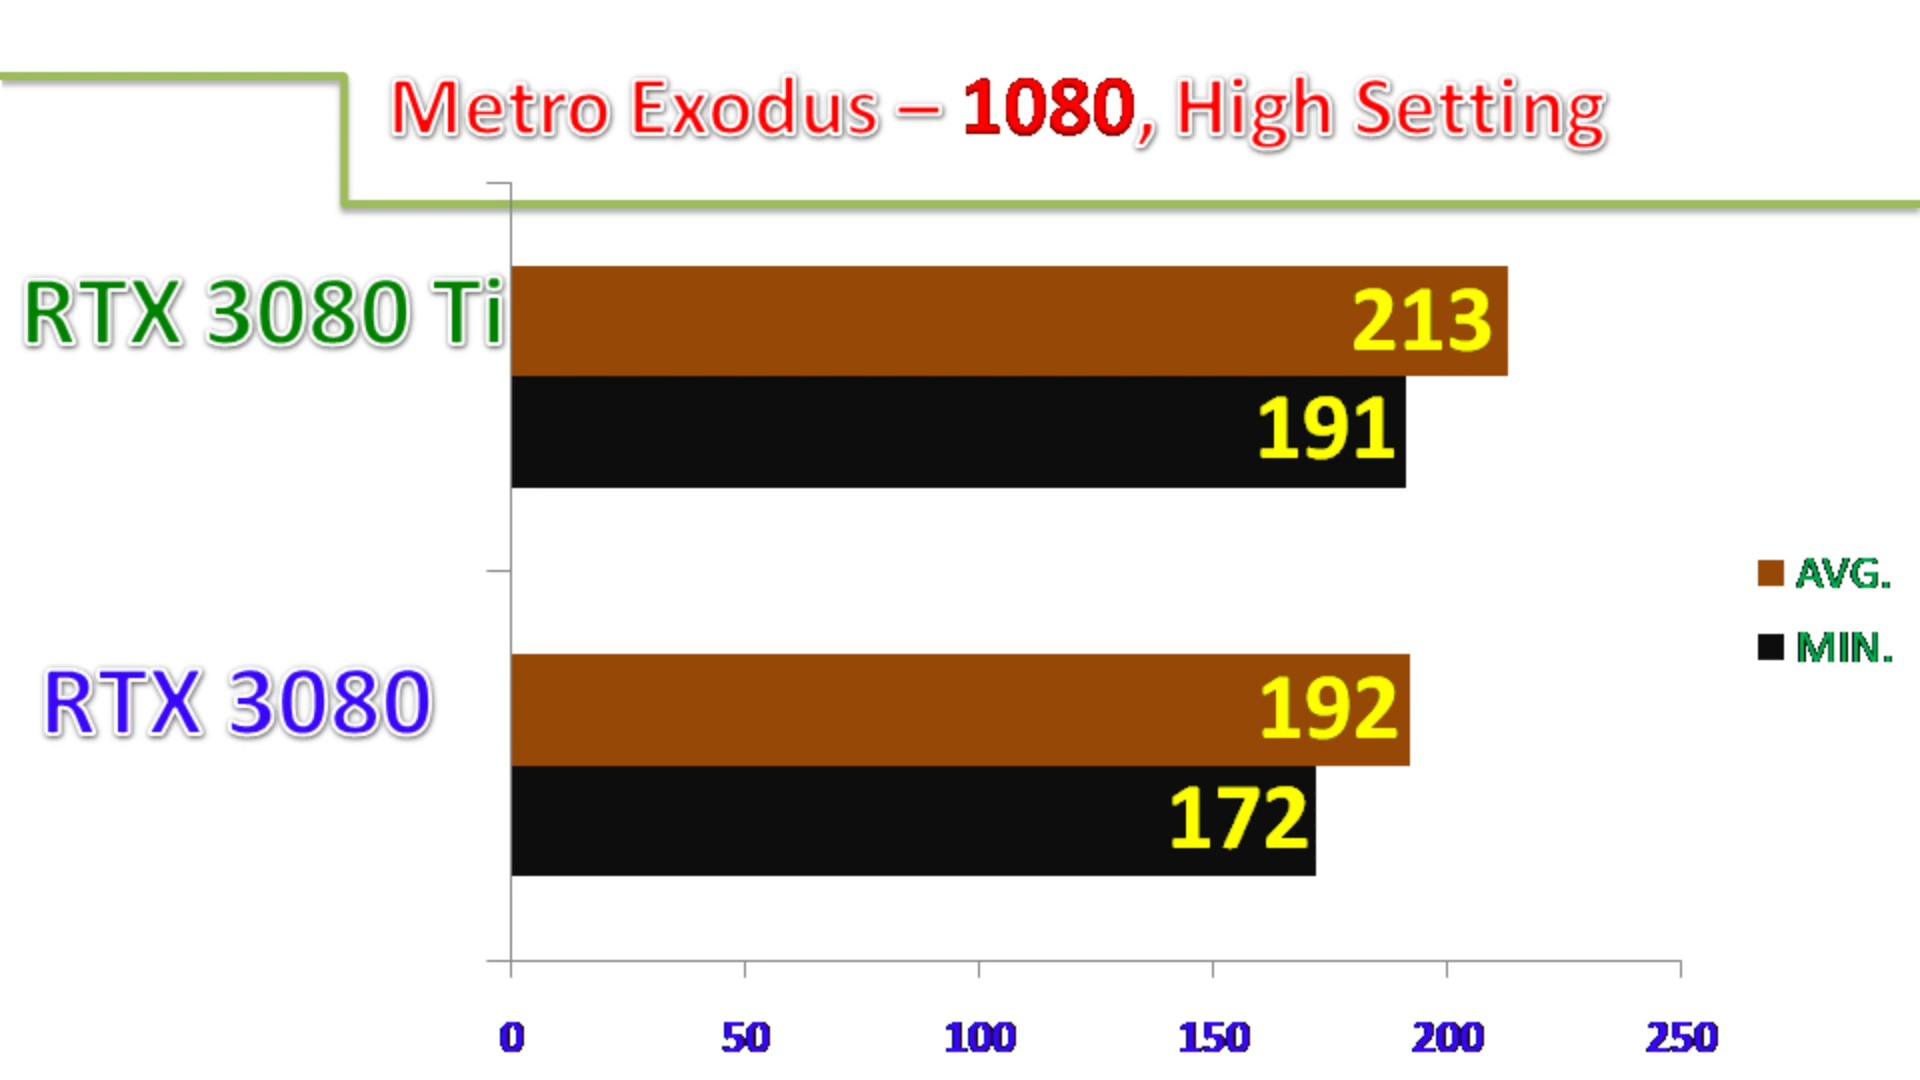 Metro Exodus – 1080, High Setting
RTX 3080 Ti
213
191
AVG.
MIN.
RTX 3080
192
172
0 50 100 150 200 250